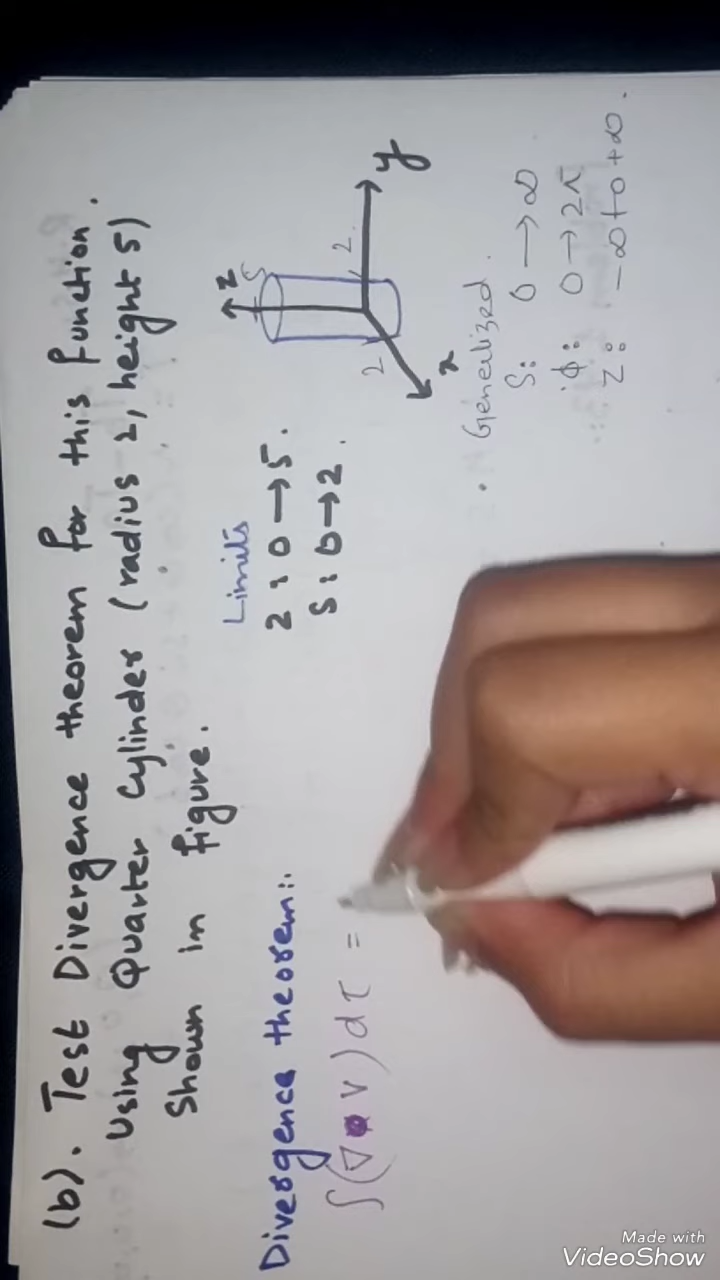 (b). Test Divergence theorem for this function.
Using Quarter Cylinder (radius 2, height 5)
Shown in figure.
Limits
z : 0 → 5.
S : 0 → 2.
z
5
2
y
2
x
Divergence theorem:.
∫(∇ • V) dτ =
Generilized.
S: 0 → ∞
φ: 0 → 2π
Z: -∞ to +∞.
Made with
VideoShow